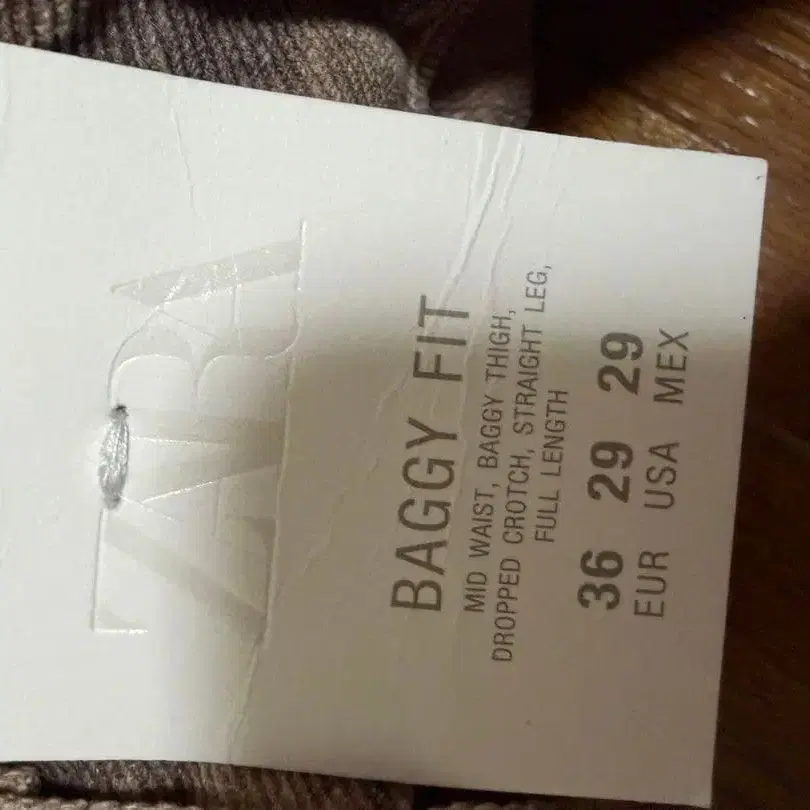 ZARA
BAGGY FIT
MID WAIST, BAGGY THIGH,
DROPPED CROTCH, STRAIGHT LEG,
FULL LENGTH
36 29 29
EUR USA MEX